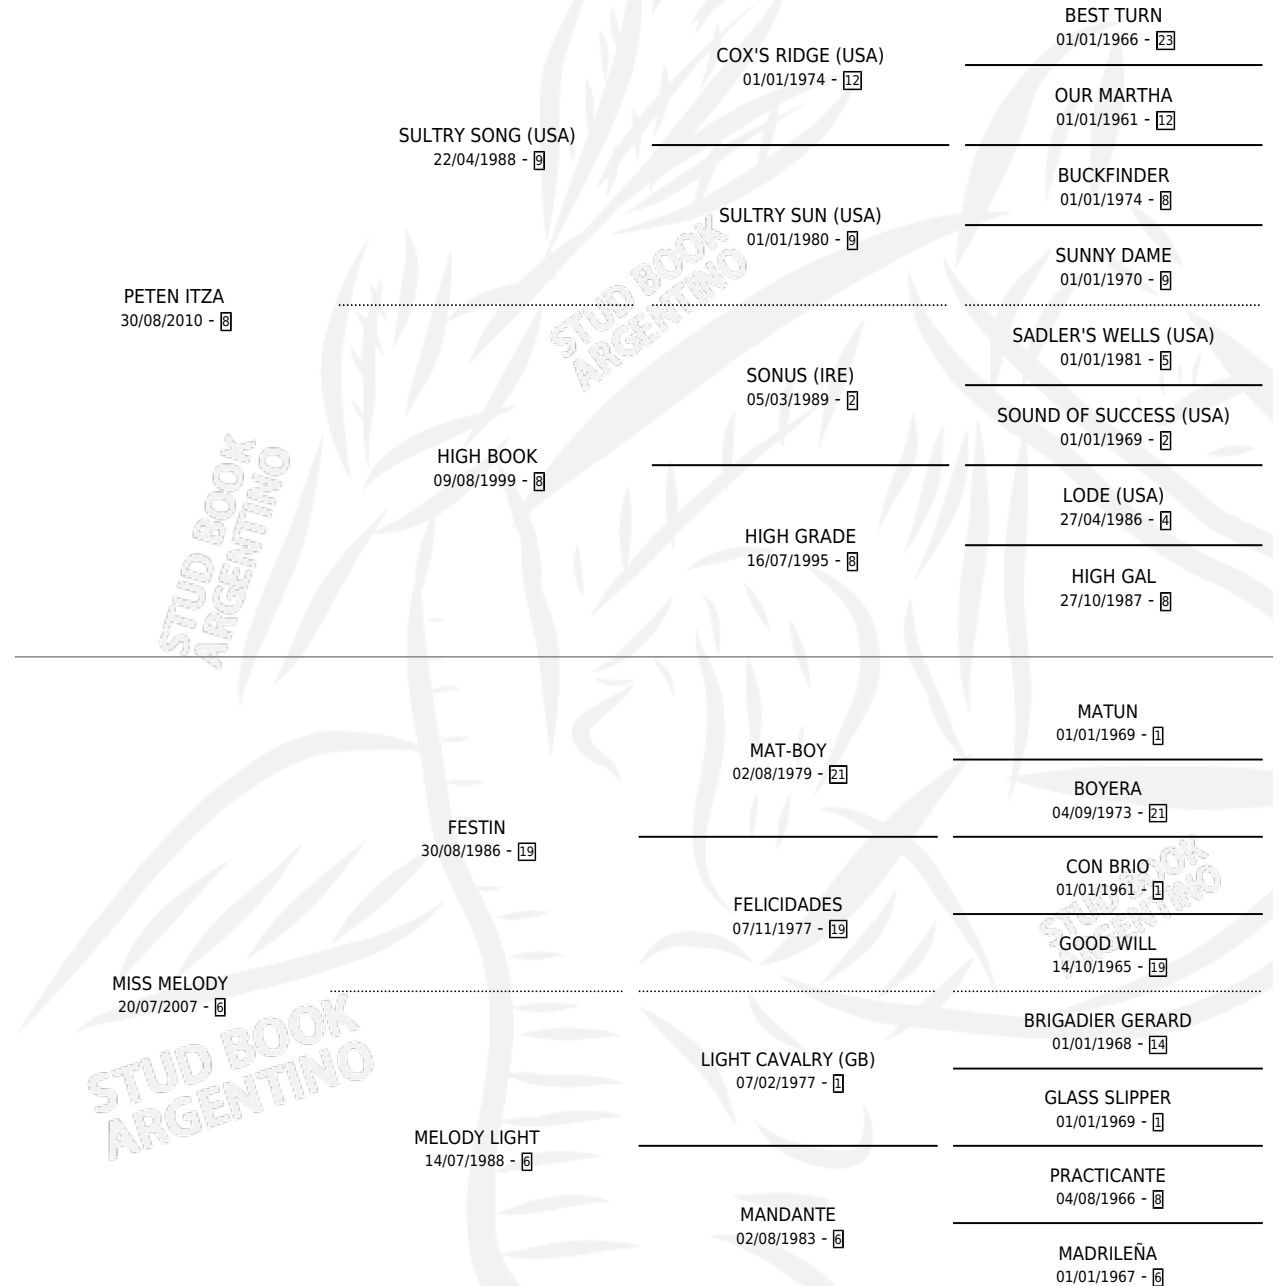 BEST TURN
01/01/1966 - 23
COX'S RIDGE (USA)
01/01/1974 - 12
OUR MARTHA
01/01/1961 - 12
SULTRY SONG (USA)
22/04/1988 - 9
BUCKFINDER
01/01/1974 - 8
SULTRY SUN (USA)
01/01/1980 - 9
SUNNY DAME
01/01/1970 - 9
STUD BOOK
ARGENTINO
PETEN ITZA
30/08/2010 - 8
SADLER'S WELLS (USA)
01/01/1981 - 5
SONUS (IRE)
05/03/1989 - 2
SOUND OF SUCCESS (USA)
01/01/1969 - 2
HIGH BOOK
09/08/1999 - 8
LODE (USA)
27/04/1986 - 4
HIGH GRADE
16/07/1995 - 8
HIGH GAL
27/10/1987 - 8
STUD BOOK
ARGENTINO
MATUN
01/01/1969 - 1
MAT-BOY
02/08/1979 - 21
BOYERA
04/09/1973 - 21
FESTIN
30/08/1986 - 19
CON BRIO
01/01/1961 - 1
FELICIDADES
07/11/1977 - 19
GOOD WILL
14/10/1965 - 19
STUD BOOK
ARGENTINO
MISS MELODY
20/07/2007 - 6
BRIGADIER GERARD
01/01/1968 - 14
LIGHT CAVALRY (GB)
07/02/1977 - 1
GLASS SLIPPER
01/01/1969 - 1
STUD BOOK
ARGENTINO
MELODY LIGHT
14/07/1988 - 6
PRACTICANTE
04/08/1966 - 8
MANDANTE
02/08/1983 - 6
MADRILEÑA
01/01/1967 - 6